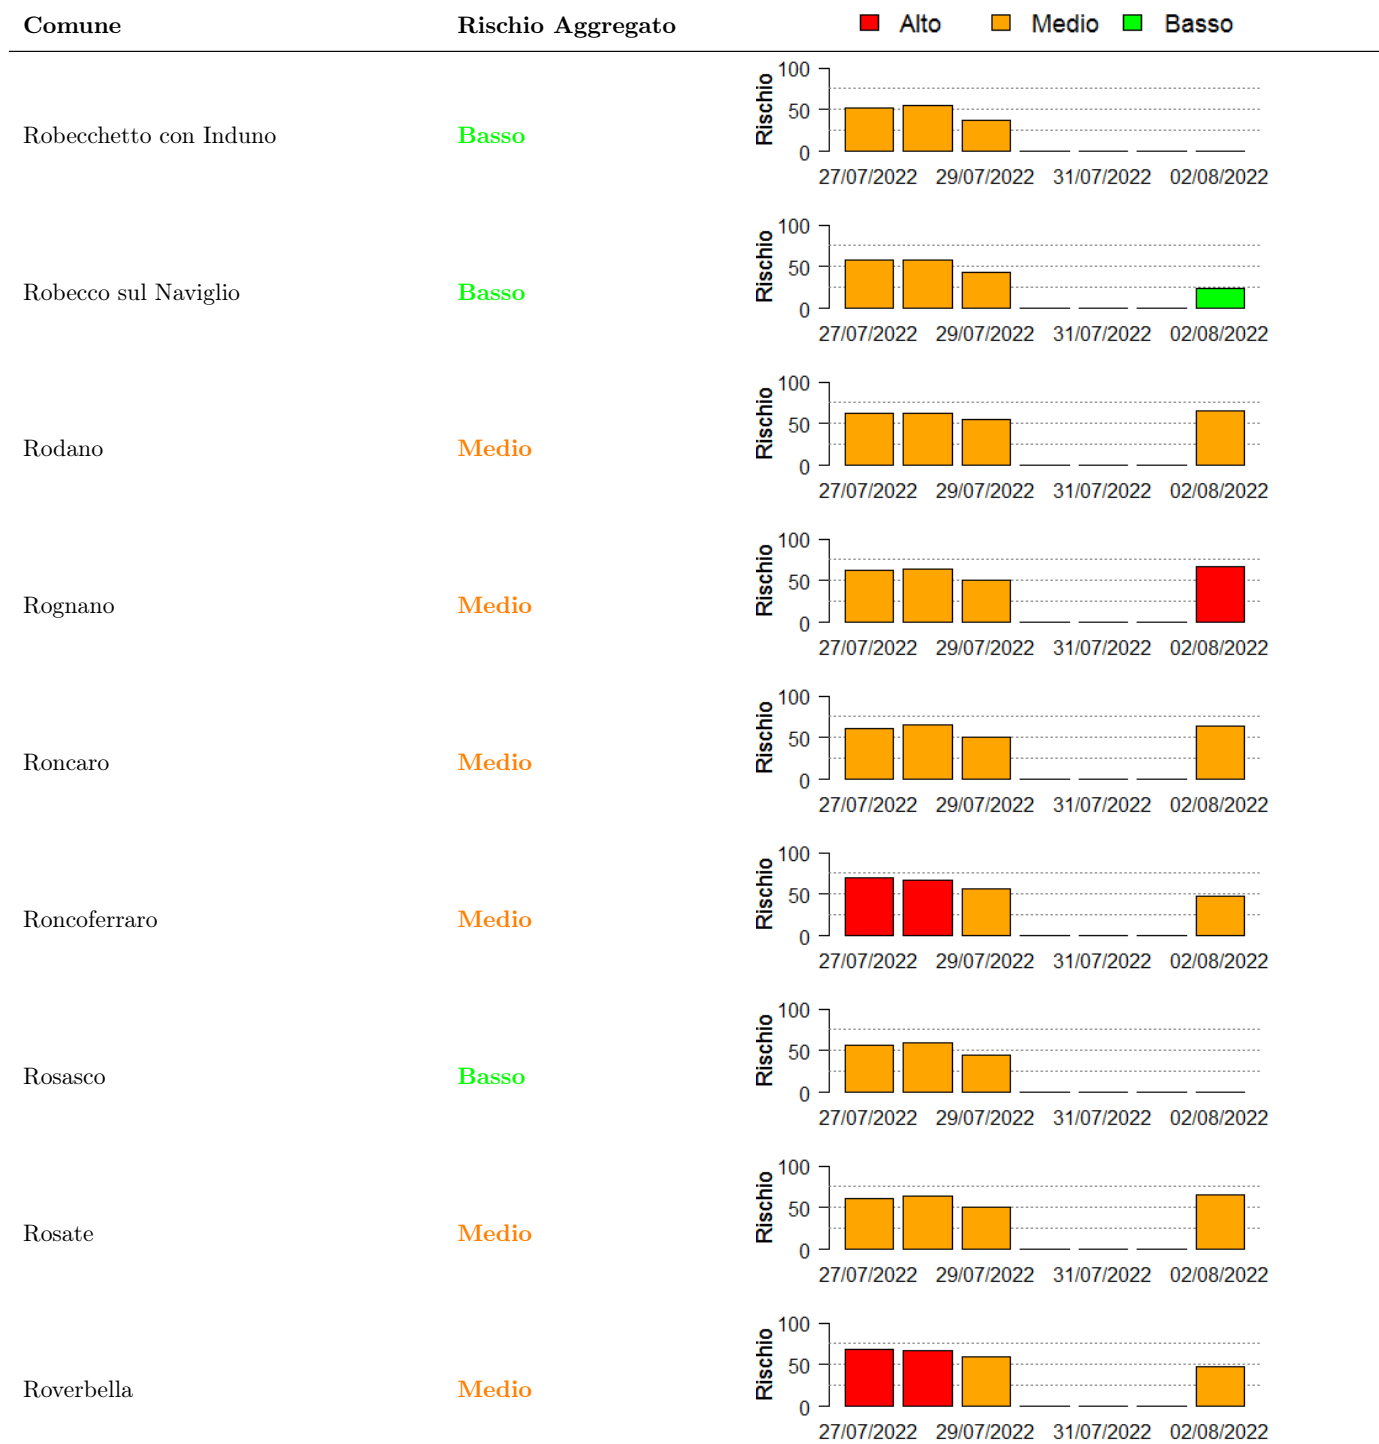 Comune Rischio Aggregato Alto Medio Basso
100
50
0
Rischio
Robecchetto con Induno Basso
27/07/2022 29/07/2022 31/07/2022 02/08/2022
100
50
0
Rischio
Robecco sul Naviglio Basso
27/07/2022 29/07/2022 31/07/2022 02/08/2022
100
50
0
Rischio
Rodano Medio
27/07/2022 29/07/2022 31/07/2022 02/08/2022
100
50
0
Rischio
Rognano Medio
27/07/2022 29/07/2022 31/07/2022 02/08/2022
100
50
0
Rischio
Roncaro Medio
27/07/2022 29/07/2022 31/07/2022 02/08/2022
100
50
0
Rischio
Roncoferraro Medio
27/07/2022 29/07/2022 31/07/2022 02/08/2022
100
50
0
Rischio
Rosasco Basso
27/07/2022 29/07/2022 31/07/2022 02/08/2022
100
50
0
Rischio
Rosate Medio
27/07/2022 29/07/2022 31/07/2022 02/08/2022
100
50
0
Rischio
Roverbella Medio
27/07/2022 29/07/2022 31/07/2022 02/08/2022